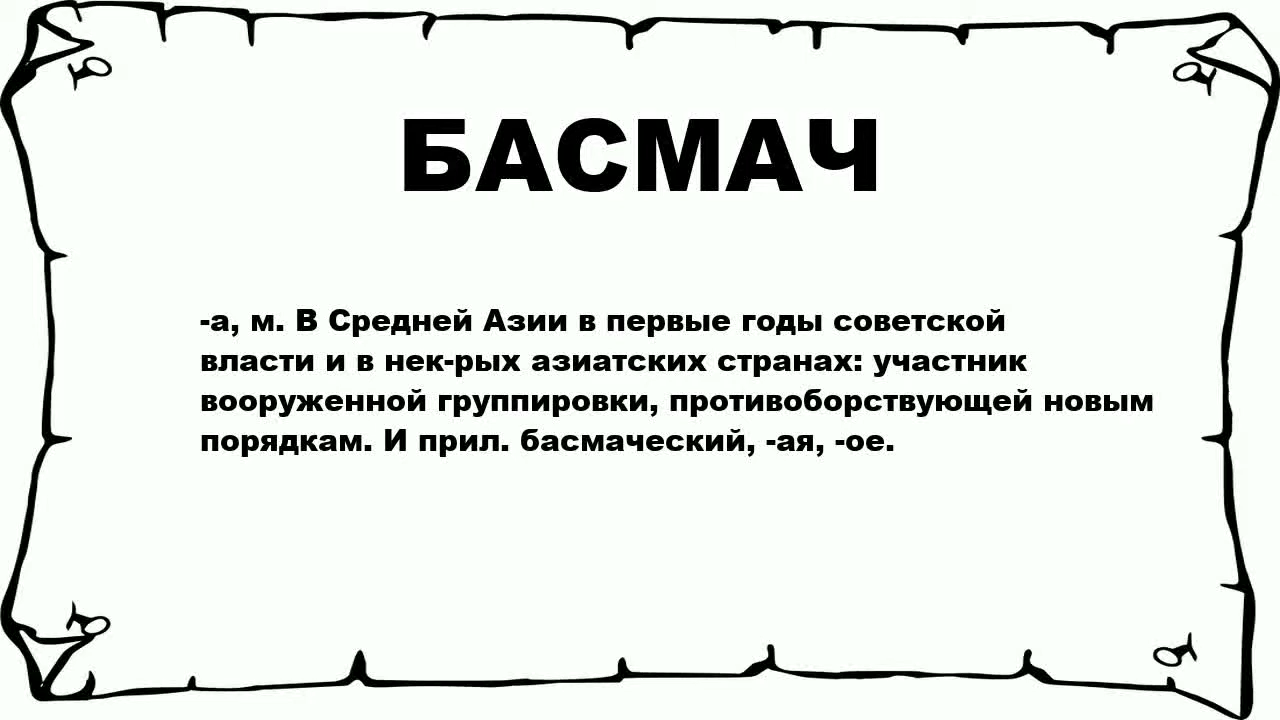 БАСМАЧ
-а, м. В Средней Азии в первые годы советской
власти и в нек-рых азиатских странах: участник
вооруженной группировки, противоборствующей новым
порядкам. И прил. басмаческий, -ая, -ое.